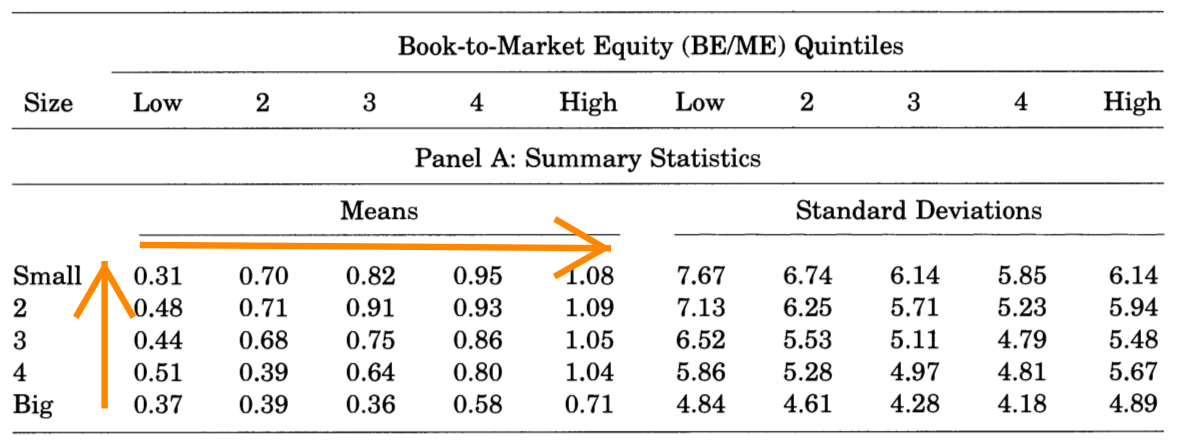 Book-to-Market Equity (BE/ME) Quintiles
Size Low 2 3 4 High Low 2 3 4 High
Panel A: Summary Statistics
Means Standard Deviations
Small 0.31 0.70 0.82 0.95 1.08 7.67 6.74 6.14 5.85 6.14
2 0.48 0.71 0.91 0.93 1.09 7.13 6.25 5.71 5.23 5.94
3 0.44 0.68 0.75 0.86 1.05 6.52 5.53 5.11 4.79 5.48
4 0.51 0.39 0.64 0.80 1.04 5.86 5.28 4.97 4.81 5.67
Big 0.37 0.39 0.36 0.58 0.71 4.84 4.61 4.28 4.18 4.89